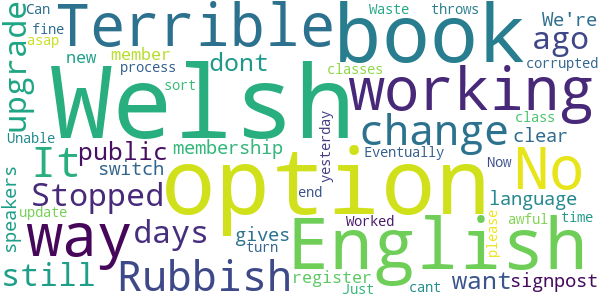 Can Terrible book Waste throws We're
fine asap ago
upgrade new member dont classes corrupted
process sort
Welsh working
Unable It public change clear class
membership yesterday Eventually Now
switch option No
speakers Stopped end language
update way days gives Worked English please awful time
turn
still Rubbish register Just cant want signpost